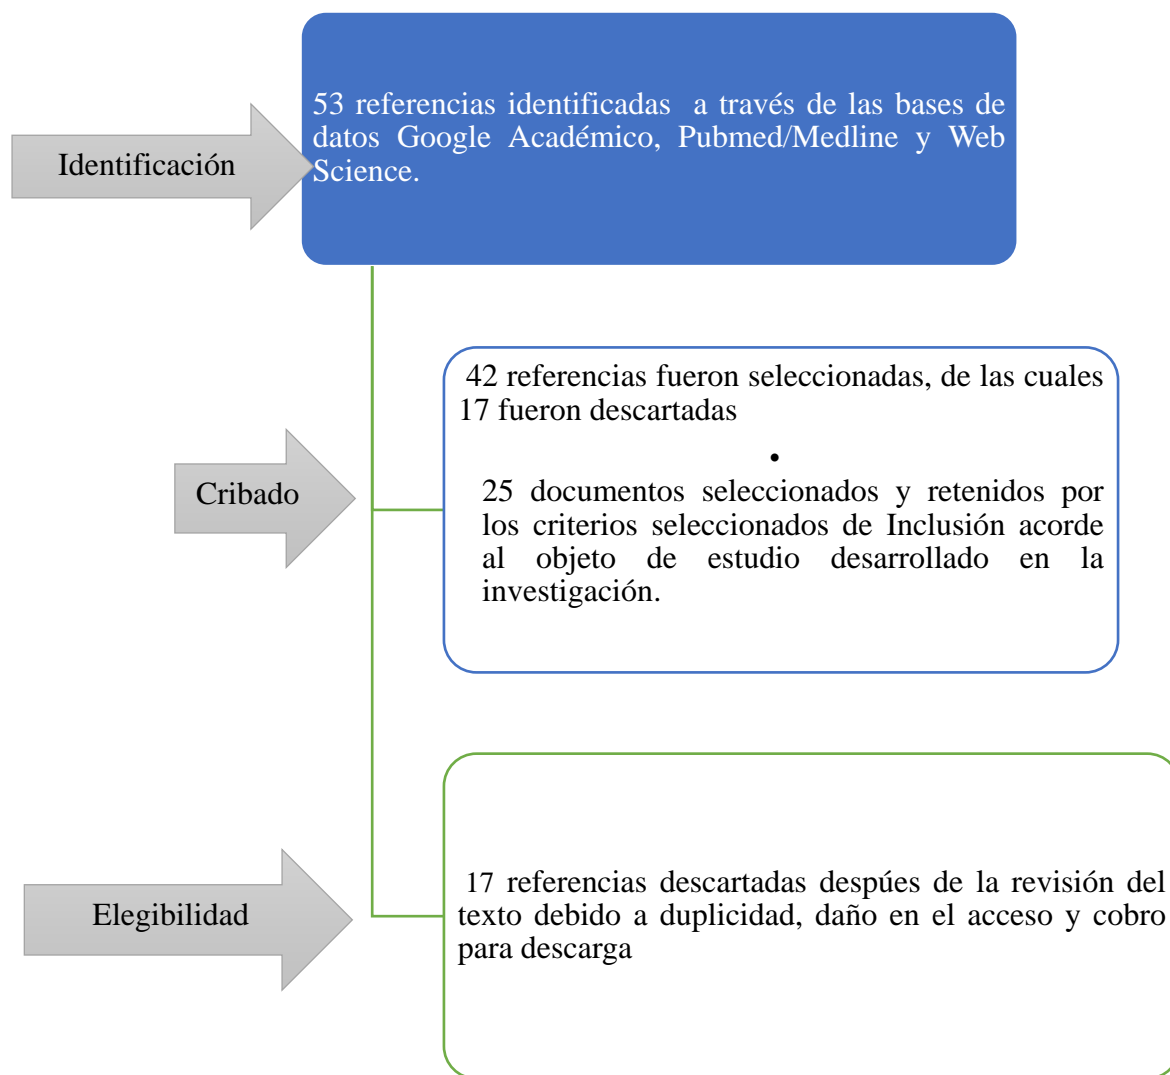 53 referencias identificadas a través de las bases de
datos Google Académico, Pubmed/Medline y Web
Science.
Identificación
42 referencias fueron seleccionadas, de las cuales
17 fueron descartadas
•
25 documentos seleccionados y retenidos por
los criterios seleccionados de Inclusión acorde
al objeto de estudio desarrollado en la
investigación.
Cribado
17 referencias descartadas despúes de la revisión del
texto debido a duplicidad, daño en el acceso y cobro
para descarga
Elegibilidad